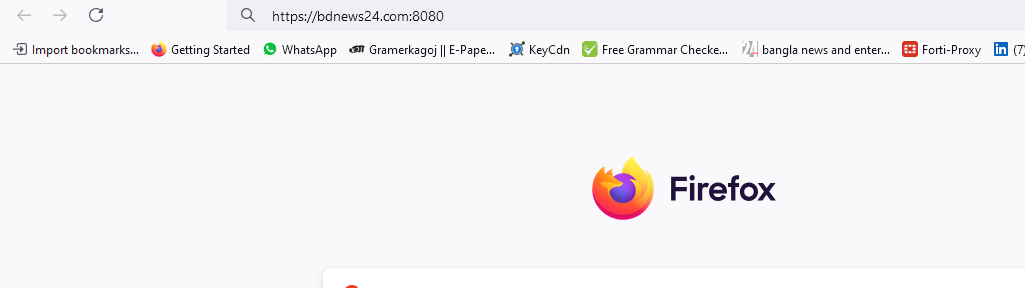 https://bdnews24.com:8080
Import bookmarks... Getting Started WhatsApp Gramerkagoj || E-Pape... KeyCdn Free Grammar Checke... bangla news and enter... Forti-Proxy (7)
Firefox